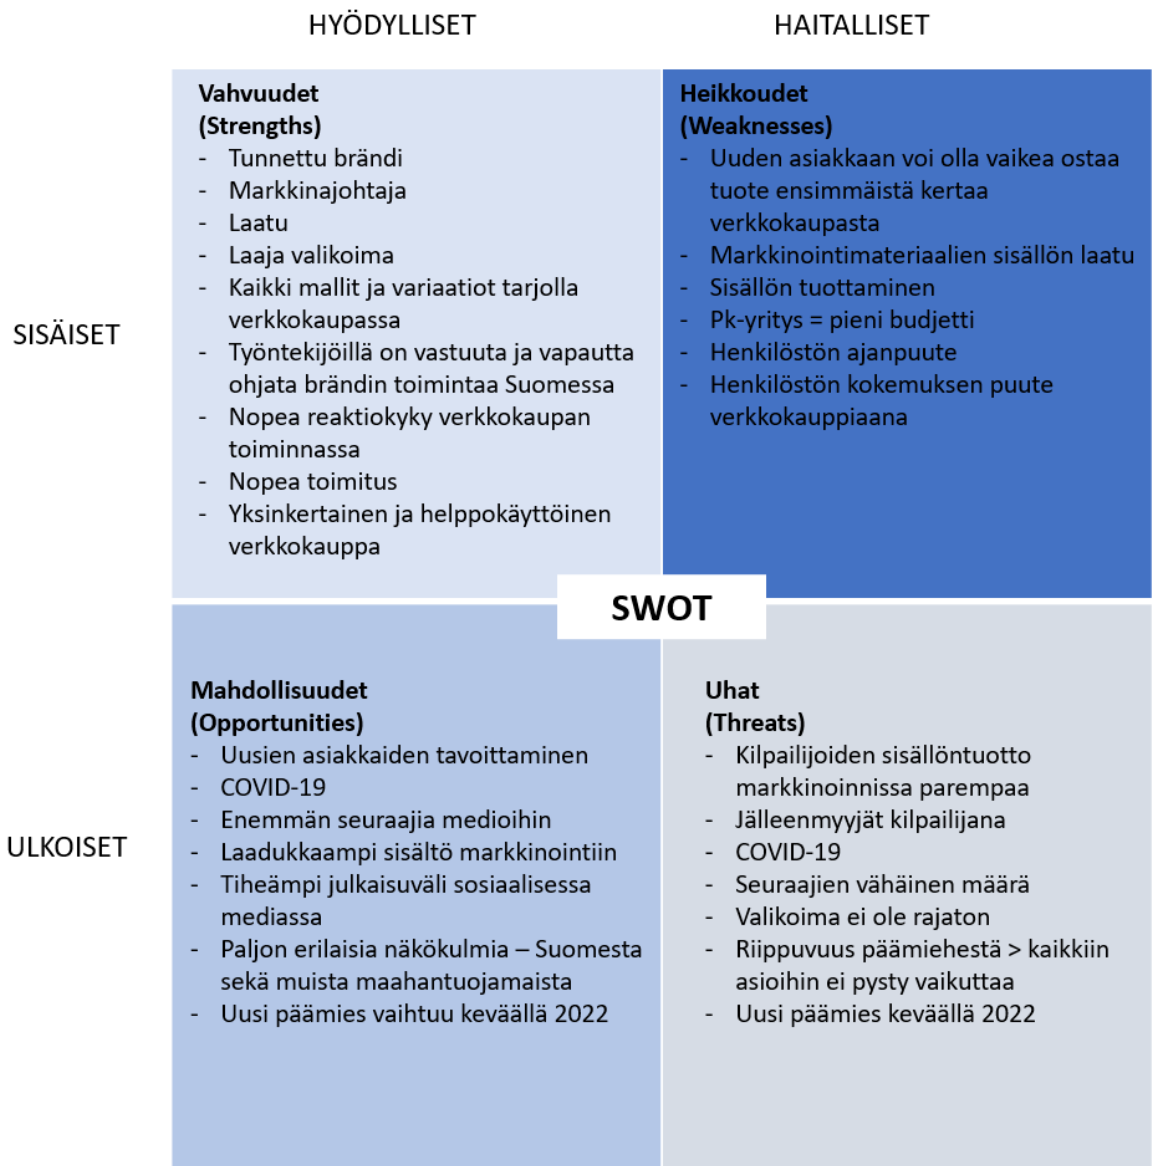 HYÖDYLLISET
HAITALLISET
SISÄISET
Vahvuudet
(Strengths)
- Tunnettu brändi
- Markkinajohtaja
- Laatu
- Laaja valikoima
- Kaikki mallit ja variaatiot tarjolla
verkkokaupassa
- Työntekijöillä on vastuuta ja vapautta
ohjata brändin toimintaa Suomessa
- Nopea reaktiokyky verkkokaupan
toiminnassa
- Nopea toimitus
- Yksinkertainen ja helppokäyttöinen
verkkokauppa
Heikkoudet
(Weaknesses)
- Uuden asiakkaan voi olla vaikea ostaa
tuote ensimmäistä kertaa
verkkokaupasta
- Markkinointimateriaalien sisällön laatu
- Sisällön tuottaminen
- Pk-yritys = pieni budjetti
- Henkilöstön ajanpuute
- Henkilöstön kokemuksen puute
verkkokauppiaana
SWOT
ULKOISET
Mahdollisuudet
(Opportunities)
- Uusien asiakkaiden tavoittaminen
- COVID-19
- Enemmän seuraajia medioihin
- Laadukkaampi sisältö markkinointiin
- Tiheämpi julkaisuväli sosiaalisessa
mediassa
- Paljon erilaisia näkökulmia – Suomesta
sekä muista maahantuojamaista
- Uusi päämies vaihtuu keväällä 2022
Uhat
(Threats)
- Kilpailijoiden sisällöntuotto
markkinoinnissa parempaa
- Jälleenmyyjät kilpailijana
- COVID-19
- Seuraajien vähäinen määrä
- Valikoima ei ole rajaton
- Riippuvuus päämiehestä > kaikkiin
asioihin ei pysty vaikuttaa
- Uusi päämies keväällä 2022